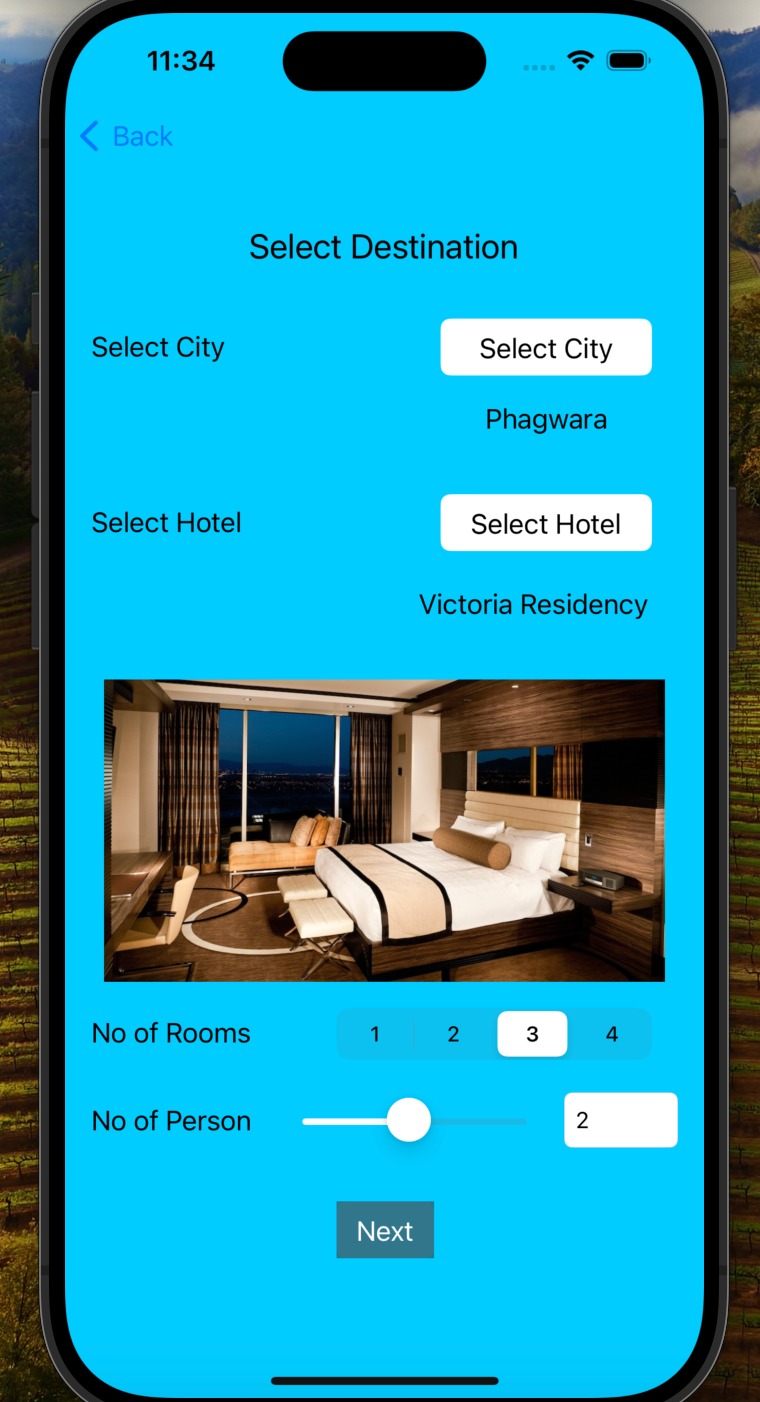 11:34
Back
Select Destination
Select City Select City
Phagwara
Select Hotel Select Hotel
Victoria Residency
No of Rooms 1 2 3 4
No of Person 2
Next